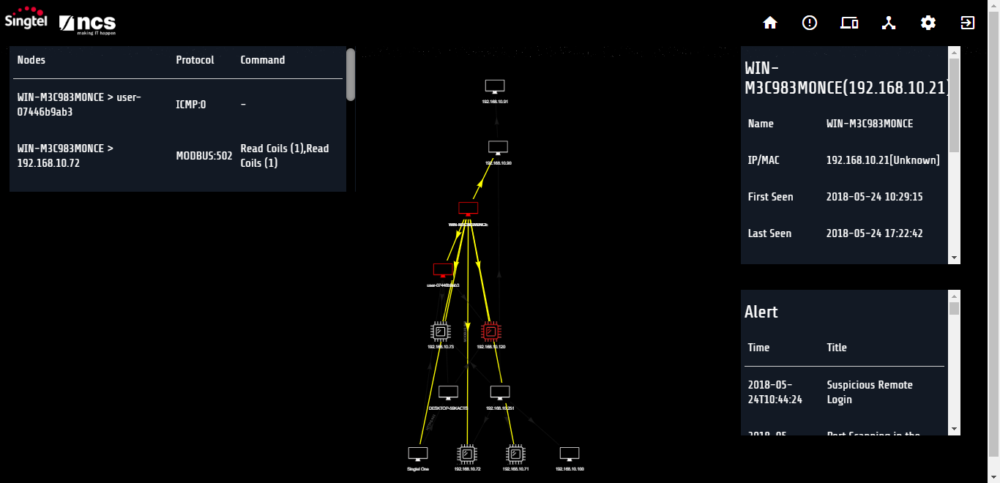 Singtel
ncs
making IT happen
Nodes Protocol Command
WIN-M3C983MONCE > user-
07446b9ab3
ICMP:0 -
WIN-M3C983MONCE >
192.168.10.72
MODBUS:502
Read Coils (1),Read
Coils (1)
192.168.10.91
192.168.10.90
WIN-M3C983MONCE
user-07446b9ab3
192.168.10.73
192.168.10.120
192.168.10.251
Singtel One
192.168.10.72
192.168.10.71
192.168.10.100
WIN-
M3C983MONCE(192.168.10.21)
Name WIN-M3C983MONCE
IP/MAC 192.168.10.21[Unknown]
First Seen 2018-05-24 10:29:15
Last Seen 2018-05-24 17:22:42
Alert
Time Title
2018-05-
24T10:44:24
Suspicious Remote
Login
2018-05-
Port Scanning in the